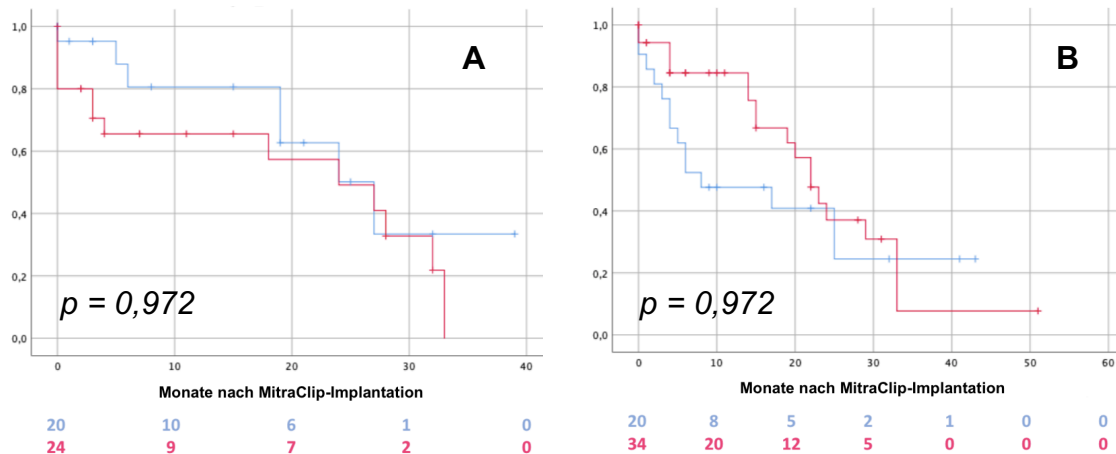 A
1,0
0,8
0,6
0,4
0,2
0,0
p = 0,972
0 10 20 30 40
Monate nach MitraClip-Implantation
20 10 6 1 0
24 9 7 2 0
B
1,0
0,8
0,6
0,4
0,2
0,0
p = 0,972
0 10 20 30 40 50 60
Monate nach MitraClip-Implantation
20 8 5 2 1 0 0
34 20 12 5 0 0 0